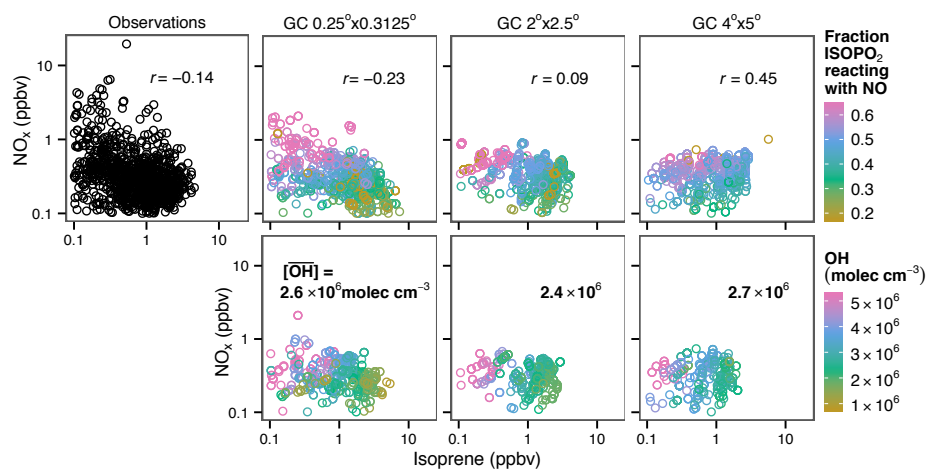 Observations
GC 0.25°x0.3125°
GC 2°x2.5°
GC 4°x5°
NOₓ (ppbv)
10
1
0.1
r = −0.14
r = −0.23
r = 0.09
r = 0.45
0.1
1
10
Fraction
ISOPO₂
reacting
with NO
0.6
0.5
0.4
0.3
0.2
NOₓ (ppbv)
10
1
0.1
[O̅H̅] =
2.6 ×10⁶molec cm⁻³
2.4 ×10⁶
2.7 ×10⁶
OH
(molec cm⁻³)
5 × 10⁶
4 × 10⁶
3 × 10⁶
2 × 10⁶
1 × 10⁶
0.1
1
10
0.1
1
10
0.1
1
10
Isoprene (ppbv)